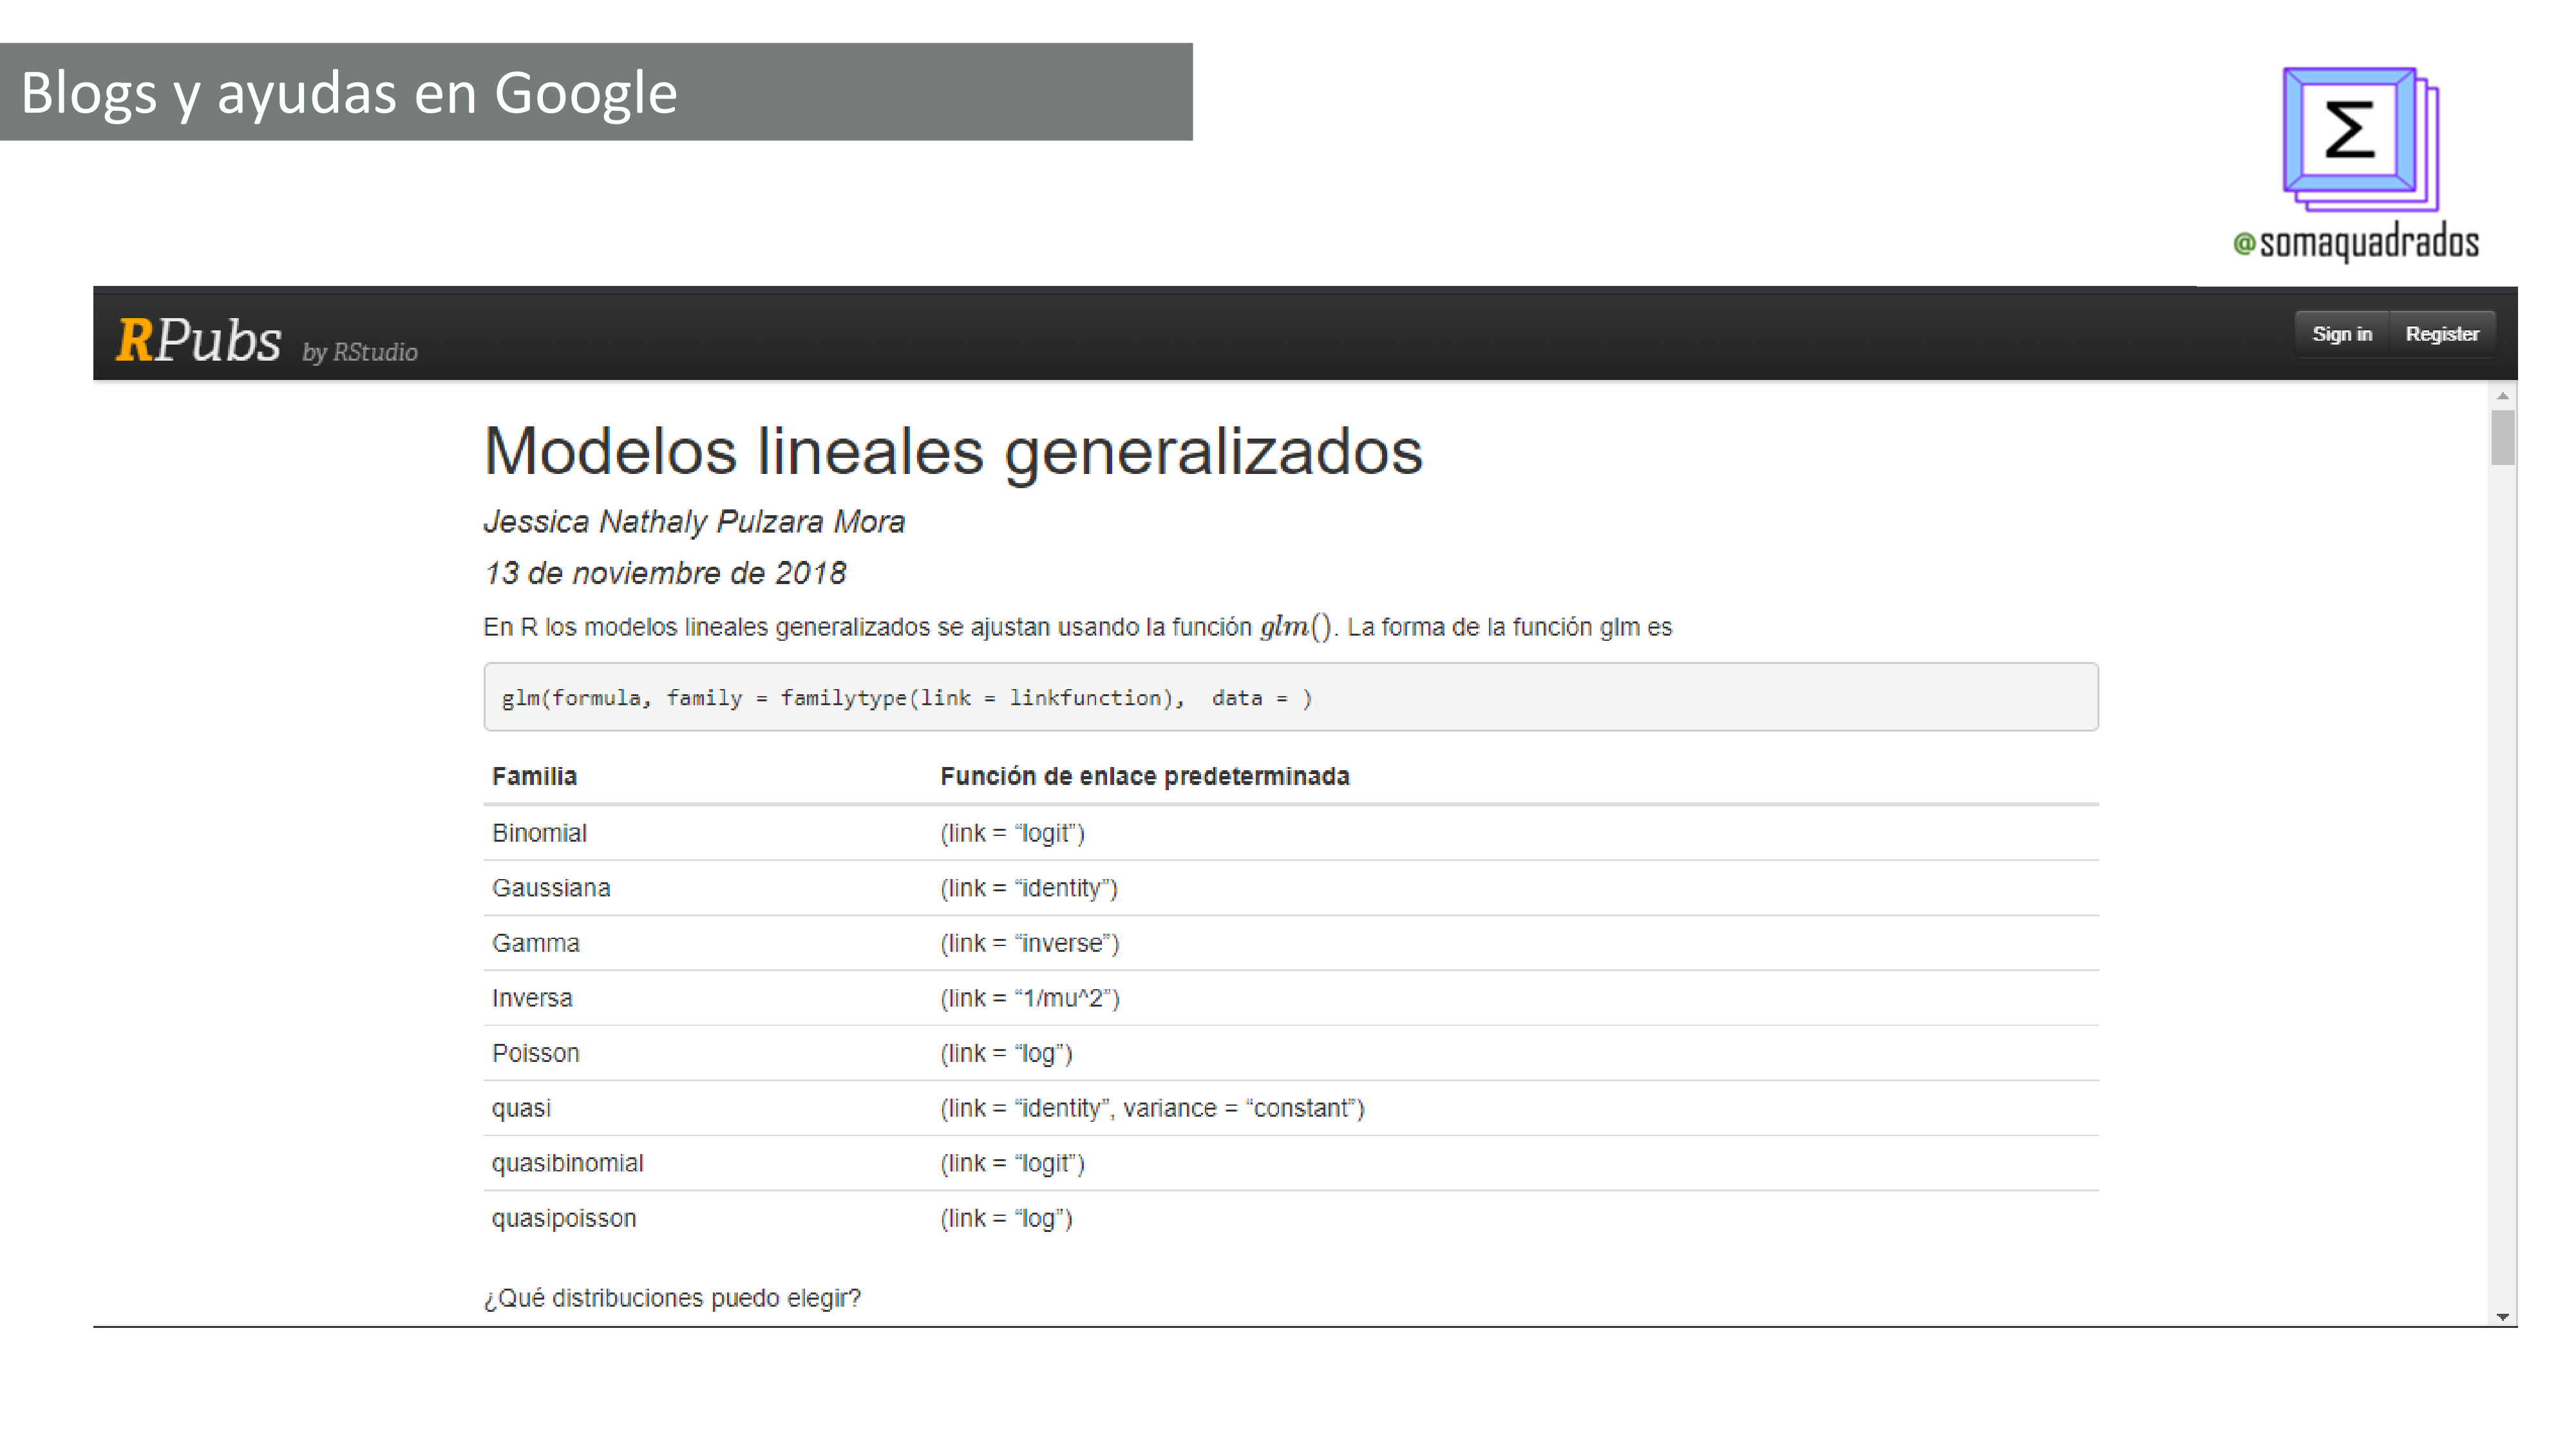 Blogs y ayudas en Google
Σ
@somaquadrados
RPubs by RStudio
Sign in Register
Modelos lineales generalizados
Jessica Nathaly Pulzara Mora
13 de noviembre de 2018
En R los modelos lineales generalizados se ajustan usando la función glm(). La forma de la función glm es
glm(formula, family = familytype(link = linkfunction),  data = )
Familia Función de enlace predeterminada
Binomial (link = “logit”)
Gaussiana (link = “identity”)
Gamma (link = “inverse”)
Inversa (link = “1/mu^2”)
Poisson (link = “log”)
quasi (link = “identity”, variance = “constant”)
quasibinomial (link = “logit”)
quasipoisson (link = “log”)
¿Qué distribuciones puedo elegir?